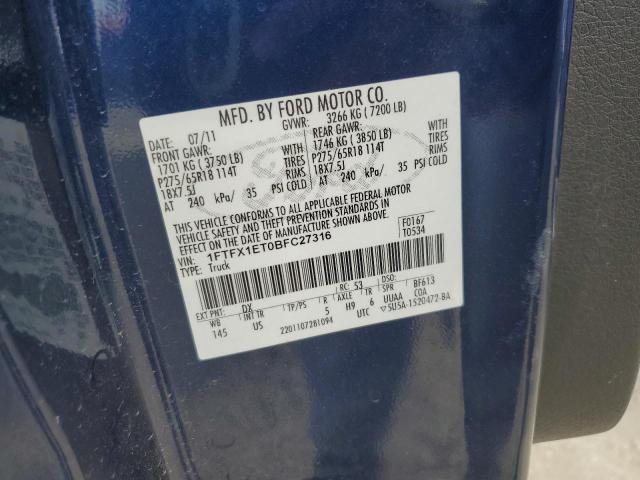 MFD. BY FORD MOTOR CO.
DATE: 07/11 GVWR: 3266 KG ( 7200 LB)
FRONT GAWR: REAR GAWR:
1701 KG ( 3750 LB) WITH 1746 KG ( 3850 LB) WITH
P275/65R18 114T TIRES P275/65R18 114T TIRES
18X7.5J RIMS 18X7.5J RIMS
AT 240 kPa/ 35 PSI COLD AT 240 kPa/ 35 PSI COLD
THIS VEHICLE CONFORMS TO ALL APPLICABLE FEDERAL MOTOR
VEHICLE SAFETY AND THEFT PREVENTION STANDARDS IN
EFFECT ON THE DATE OF MANUFACTURE SHOWN ABOVE.
VIN: 1FTFX1ET0BFC27316 F0167
TYPE: Truck T0534
EXT PNT: DX RC: 53 DSO:
WB INT TR TP/PS R AXLE TR SPR BF613
145 US 5 H9 6 UUAA COA
2201107281094 UTC ▽5U5A-1520472-BA
Ford